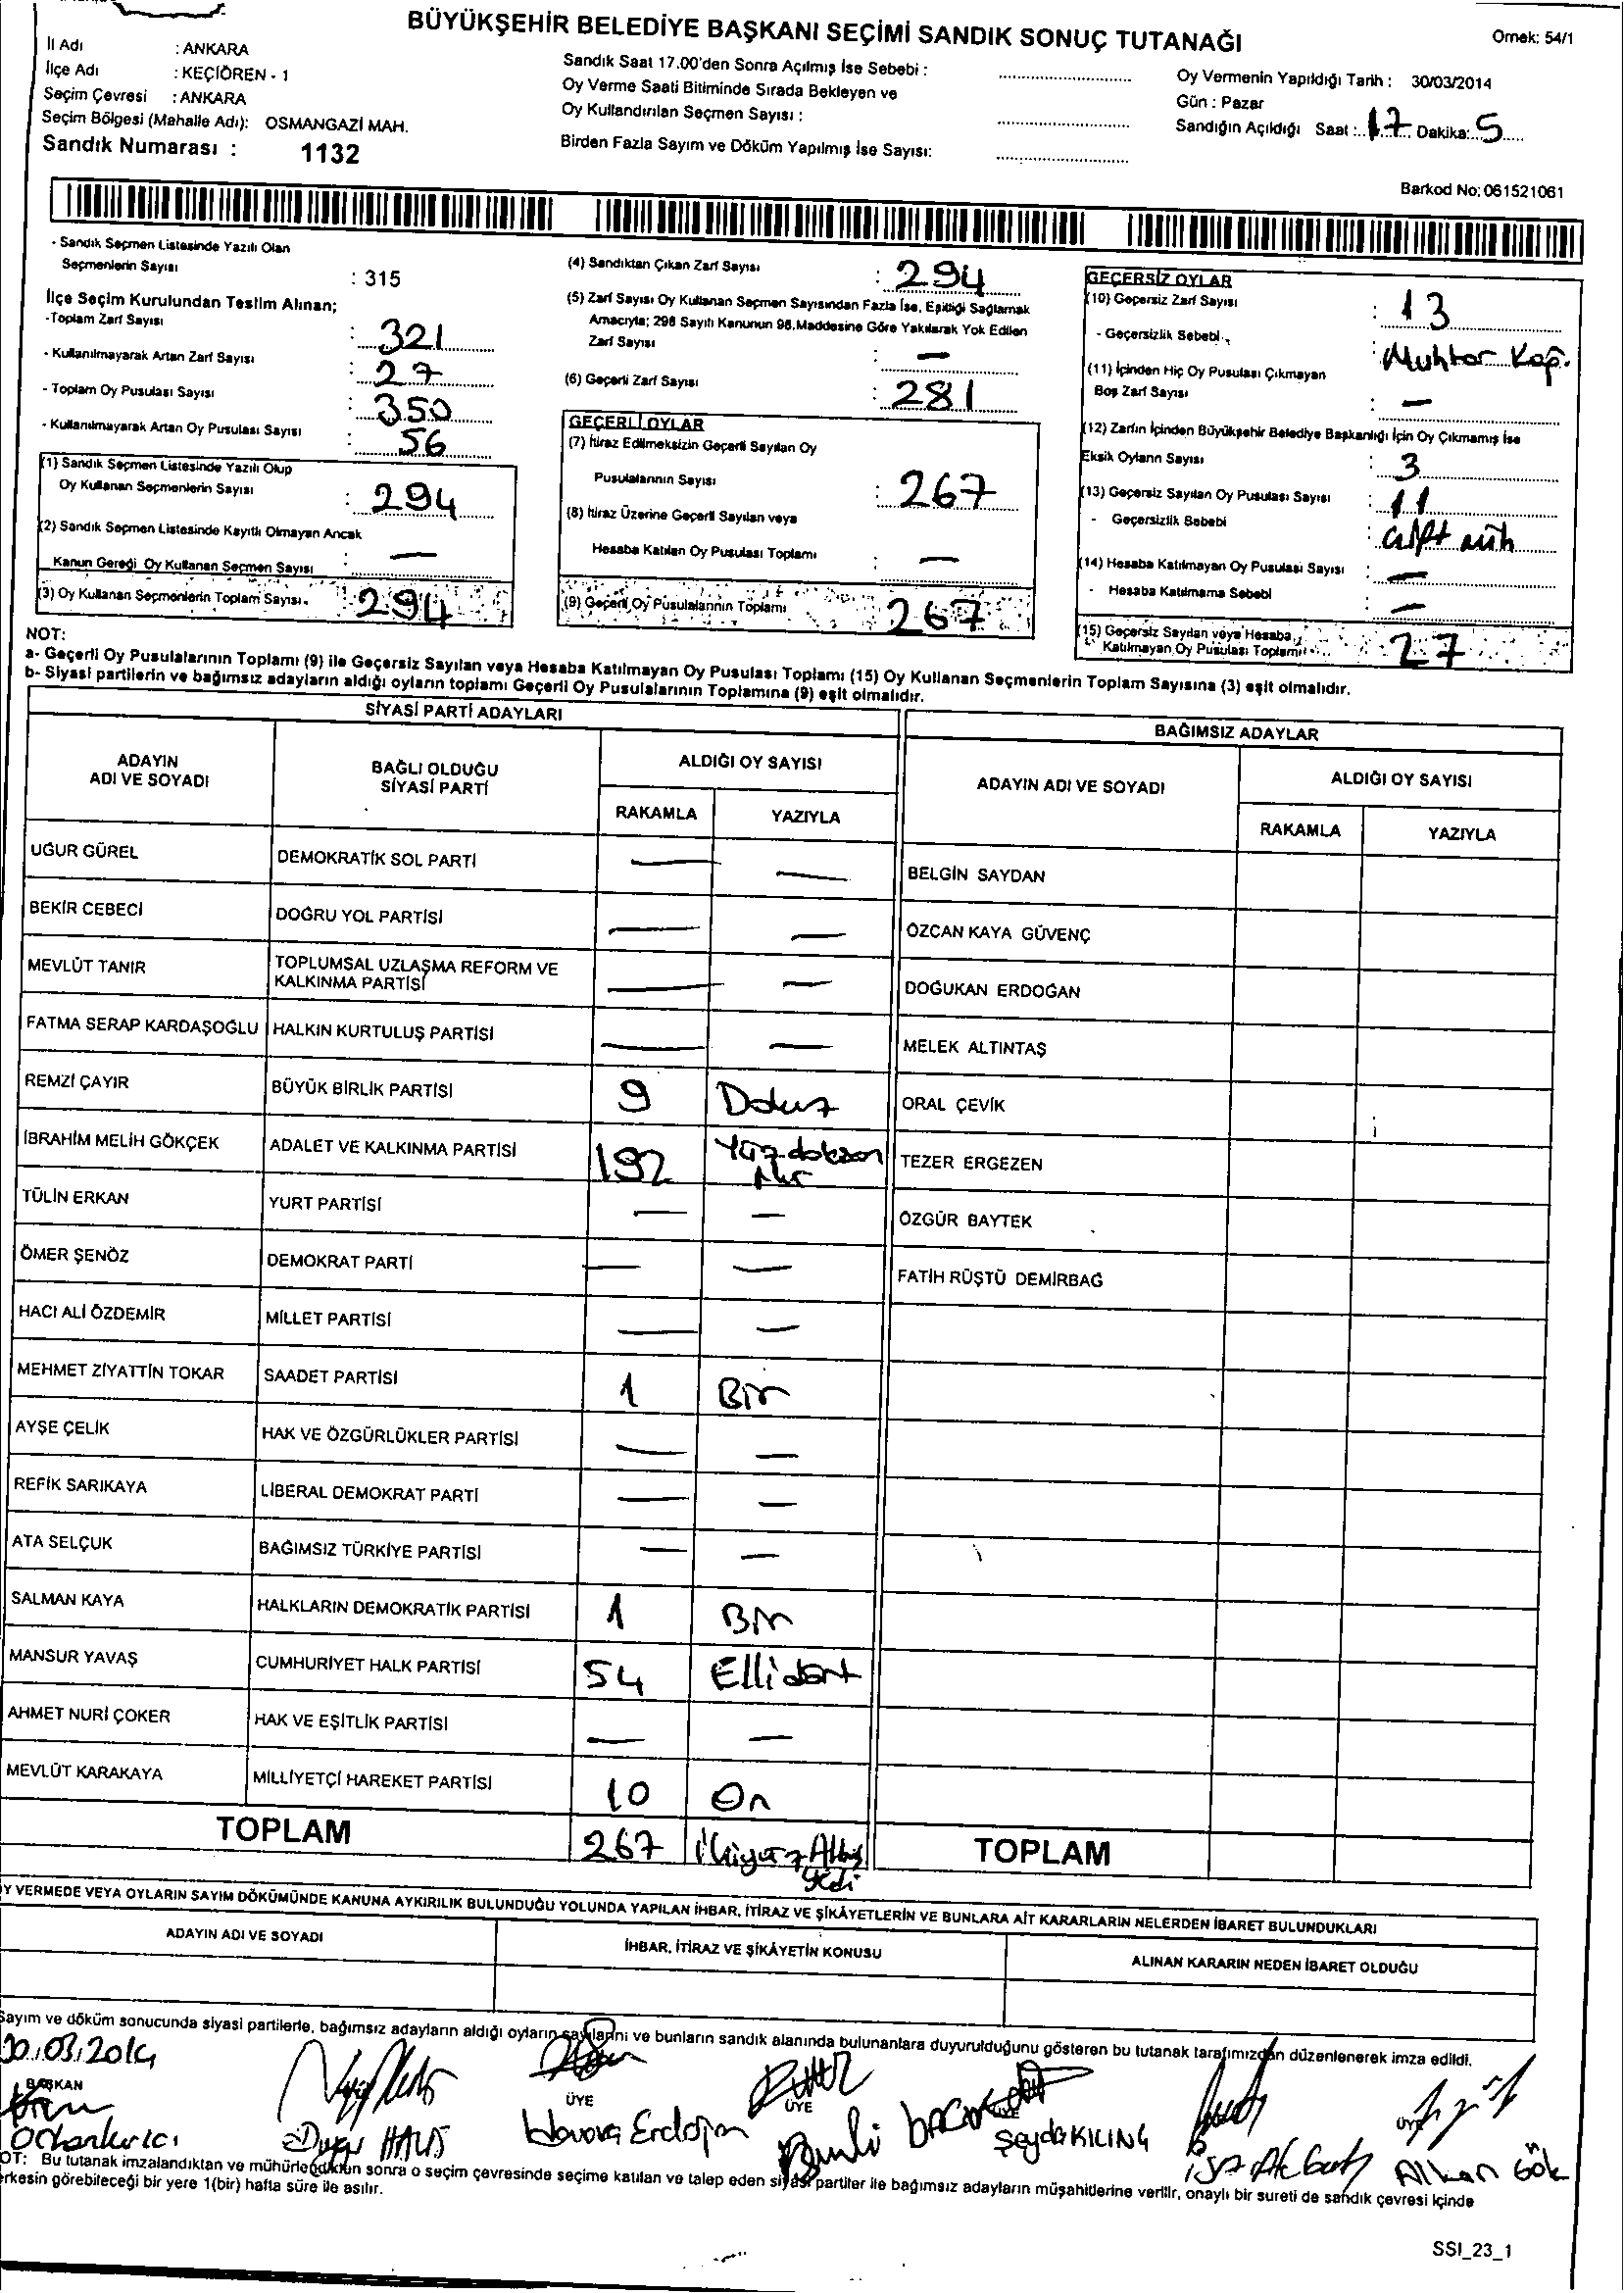 BÜYÜKŞEHİR BELEDİYE BAŞKANI SEÇİMİ SANDIK SONUÇ TUTANAĞI
Örnek: 54/1
İl Adı : ANKARA
İlçe Adı : KEÇİÖREN - 1
Seçim Çevresi : ANKARA
Seçim Bölgesi (Mahalle Adı): OSMANGAZİ MAH.
Sandık Numarası : 1132
Sandık Saat 17.00'den Sonra Açılmış İse Sebebi :
Oy Verme Saati Bitiminde Sırada Bekleyen ve
Oy Kullandırılan Seçmen Sayısı :
Birden Fazla Sayım ve Döküm Yapılmış İse Sayısı:
Oy Vermenin Yapıldığı Tarih : 30/03/2014
Gün : Pazar
Sandığın Açıldığı Saat : 17 Dakika: 5
Barkod No: 061521061
- Sandık Seçmen Listesinde Yazılı Olan
Seçmenlerin Sayısı : 315
İlçe Seçim Kurulundan Teslim Alınan;
-Toplam Zarf Sayısı : 321
- Kullanılmayarak Artan Zarf Sayısı : 27
- Toplam Oy Pusulası Sayısı : 350
- Kullanılmayarak Artan Oy Pusulası Sayısı : 56
(1) Sandık Seçmen Listesinde Yazılı Olup
Oy Kullanan Seçmenlerin Sayısı : 294
(2) Sandık Seçmen Listesinde Kayıtlı Olmayan Ancak
Kanun Gereği Oy Kullanan Seçmen Sayısı : —
(3) Oy Kullanan Seçmenlerin Toplam Sayısı. : 294
(4) Sandıktan Çıkan Zarf Sayısı : 294
(5) Zarf Sayısı Oy Kullanan Seçmen Sayısından Fazla İse, Eşitliği Sağlamak
Amacıyla; 298 Sayılı Kanunun 98.Maddesine Göre Yakılarak Yok Edilen
Zarf Sayısı : —
(6) Geçerli Zarf Sayısı : 281
GEÇERLİ OYLAR
(7) İtiraz Edilmeksizin Geçerli Sayılan Oy
Pusulalarının Sayısı : 267
(8) İtiraz Üzerine Geçerli Sayılan veya
Hesaba Katılan Oy Pusulası Toplamı : —
(9) Geçerli Oy Pusulalarının Toplamı : 267
GEÇERSİZ OYLAR
(10) Geçersiz Zarf Sayısı : 13
- Geçersizlik Sebebi : Muhtar Kağ.
(11) İçinden Hiç Oy Pusulası Çıkmayan
Boş Zarf Sayısı : —
(12) Zarfın İçinden Büyükşehir Belediye Başkanlığı İçin Oy Çıkmamış İse
Eksik Oyların Sayısı : 3
(13) Geçersiz Sayılan Oy Pusulası Sayısı : 11
- Geçersizlik Sebebi : çift müh
(14) Hesaba Katılmayan Oy Pusulası Sayısı : —
- Hesaba Katılmama Sebebi : —
(15) Geçersiz Sayılan veya Hesaba
Katılmayan Oy Pusulası Toplamı : 27
NOT:
a- Geçerli Oy Pusulalarının Toplamı (9) ile Geçersiz Sayılan veya Hesaba Katılmayan Oy Pusulası Toplamı (15) Oy Kullanan Seçmenlerin Toplam Sayısına (3) eşit olmalıdır.
b- Siyasi partilerin ve bağımsız adayların aldığı oyların toplamı Geçerli Oy Pusulalarının Toplamına (9) eşit olmalıdır.
SİYASİ PARTİ ADAYLARI
ADAYIN ADI VE SOYADI
BAĞLI OLDUĞU SİYASİ PARTİ
ALDIĞI OY SAYISI
RAKAMLA YAZIYLA
UĞUR GÜREL DEMOKRATİK SOL PARTİ — —
BEKİR CEBECİ DOĞRU YOL PARTİSİ — —
MEVLÜT TANIR TOPLUMSAL UZLAŞMA REFORM VE KALKINMA PARTİSİ — —
FATMA SERAP KARDAŞOĞLU HALKIN KURTULUŞ PARTİSİ — —
REMZİ ÇAYIR BÜYÜK BİRLİK PARTİSİ 9 Dokuz
İBRAHİM MELİH GÖKÇEK ADALET VE KALKINMA PARTİSİ 192 Yüzdoksan
TÜLİN ERKAN YURT PARTİSİ — —
ÖMER ŞENÖZ DEMOKRAT PARTİ — —
HACI ALİ ÖZDEMİR MİLLET PARTİSİ — —
MEHMET ZİYATTİN TOKAR SAADET PARTİSİ 1 Bir
AYŞE ÇELİK HAK VE ÖZGÜRLÜKLER PARTİSİ — —
REFİK SARIKAYA LİBERAL DEMOKRAT PARTİ — —
ATA SELÇUK BAĞIMSIZ TÜRKİYE PARTİSİ — —
SALMAN KAYA HALKLARIN DEMOKRATİK PARTİSİ 1 Bir
MANSUR YAVAŞ CUMHURİYET HALK PARTİSİ 54 Ellidört
AHMET NURİ ÇOKER HAK VE EŞİTLİK PARTİSİ — —
MEVLÜT KARAKAYA MİLLİYETÇİ HAREKET PARTİSİ 10 On
TOPLAM 267 İkiyüz Altmış
yedi
BAĞIMSIZ ADAYLAR
ADAYIN ADI VE SOYADI
ALDIĞI OY SAYISI
RAKAMLA YAZIYLA
BELGİN SAYDAN
ÖZCAN KAYA GÜVENÇ
DOĞUKAN ERDOĞAN
MELEK ALTINTAŞ
ORAL ÇEVİK
TEZER ERGEZEN
ÖZGÜR BAYTEK
FATİH RÜŞTÜ DEMİRBAĞ
TOPLAM
Y VERMEDE VEYA OYLARIN SAYIM DÖKÜMÜNDE KANUNA AYKIRILIK BULUNDUĞU YOLUNDA YAPILAN İHBAR, İTİRAZ VE ŞİKÂYETLERİN VE BUNLARA AİT KARARLARIN NELERDEN İBARET BULUNDUKLARI
ADAYIN ADI VE SOYADI
İHBAR, İTİRAZ VE ŞİKÂYETİN KONUSU
ALINAN KARARIN NEDEN İBARET OLDUĞU
Sayım ve döküm sonucunda siyasi partilerle, bağımsız adayların aldığı oyların sayılarını ve bunların sandık alanında bulunanlara duyurulduğunu gösteren bu tutanak tarafımızdan düzenlenerek imza edildi.
30.03.2014
BAŞKAN
ÜYE
ÜYE
Havva Erdoğan
Şeyda KILINÇ
Alkan Gök
OT: Bu tutanak imzalandıktan ve mühürlendikten sonra o seçim çevresinde seçime katılan ve talep eden siyasi partiler ile bağımsız adayların müşahitlerine verilir, onaylı bir sureti de sandık çevresi içinde
erkesin görebileceği bir yere 1(bir) hafta süre ile asılır.
SSI_23_1